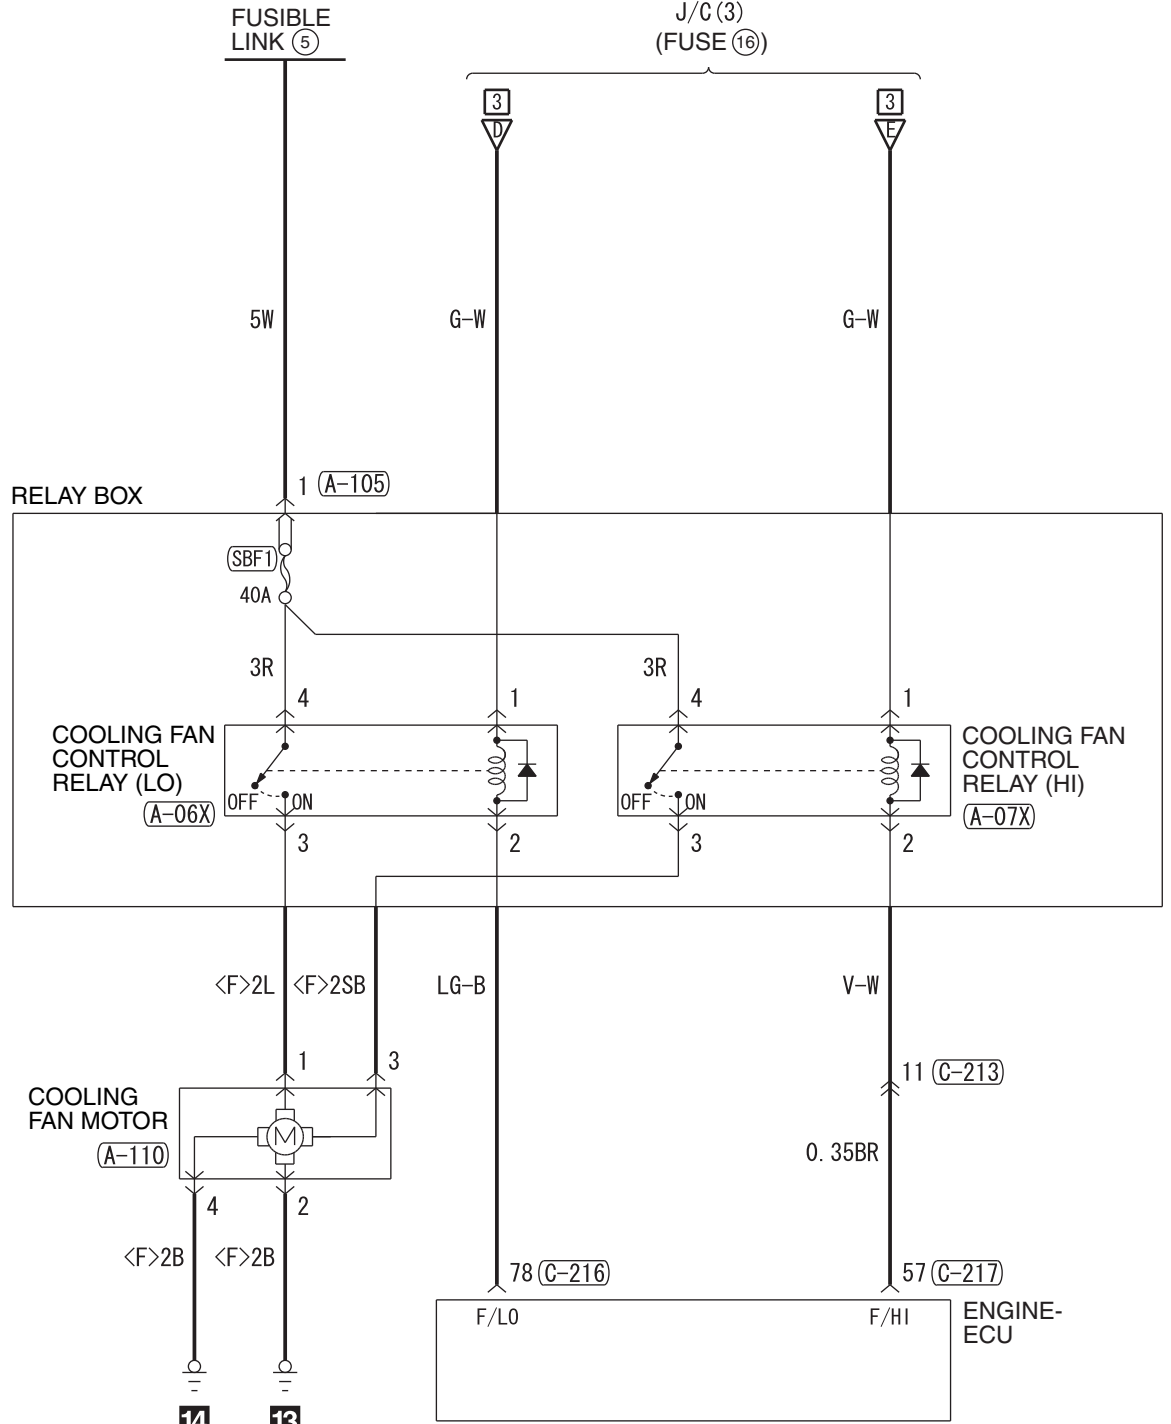 FUSIBLE
LINK ⑤
J/C(3)
(FUSE ⑯)
3
3
D
E
5W
G-W
G-W
1 (A-105)
RELAY BOX
SBF1
40A
3R
3R
4
1
4
1
COOLING FAN
CONTROL
RELAY (LO)
A-06X
OFF
ON
OFF
ON
COOLING FAN
CONTROL
RELAY (HI)
A-07X
3
2
3
2
<F>2L
<F>2SB
LG-B
V-W
1
3
11 (C-213)
COOLING
FAN MOTOR
A-110
M
0.35BR
4
2
<F>2B
<F>2B
78 (C-216)
57 (C-217)
F/LO
F/HI
ENGINE-
ECU
14
13